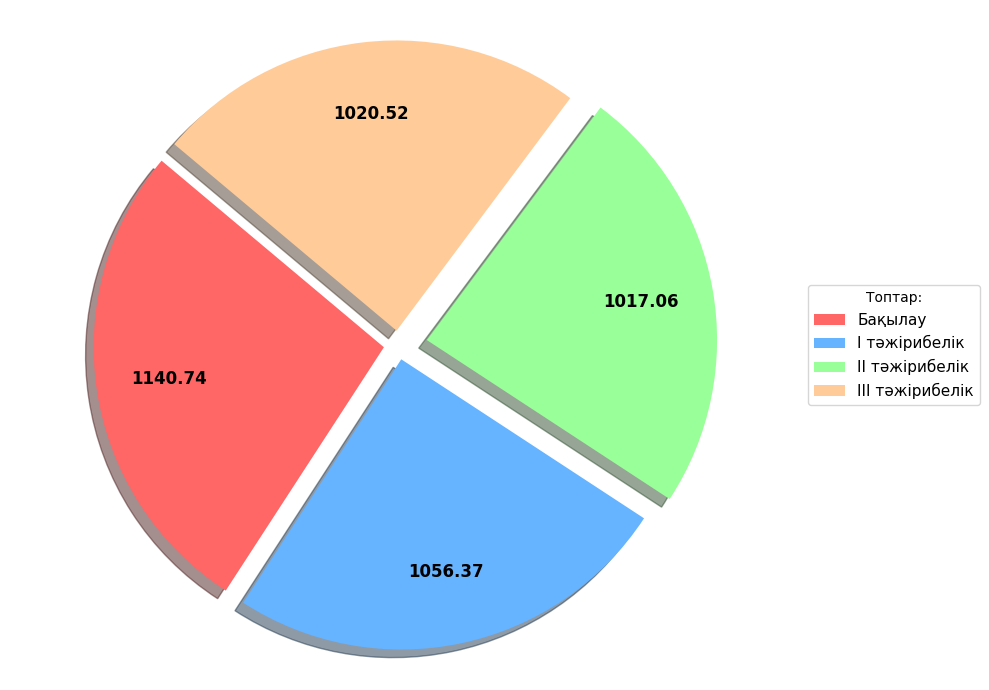 1020.52
1017.06
1140.74
1056.37
Топтар:
Бақылау
I тәжірибелік
II тәжірибелік
III тәжірибелік